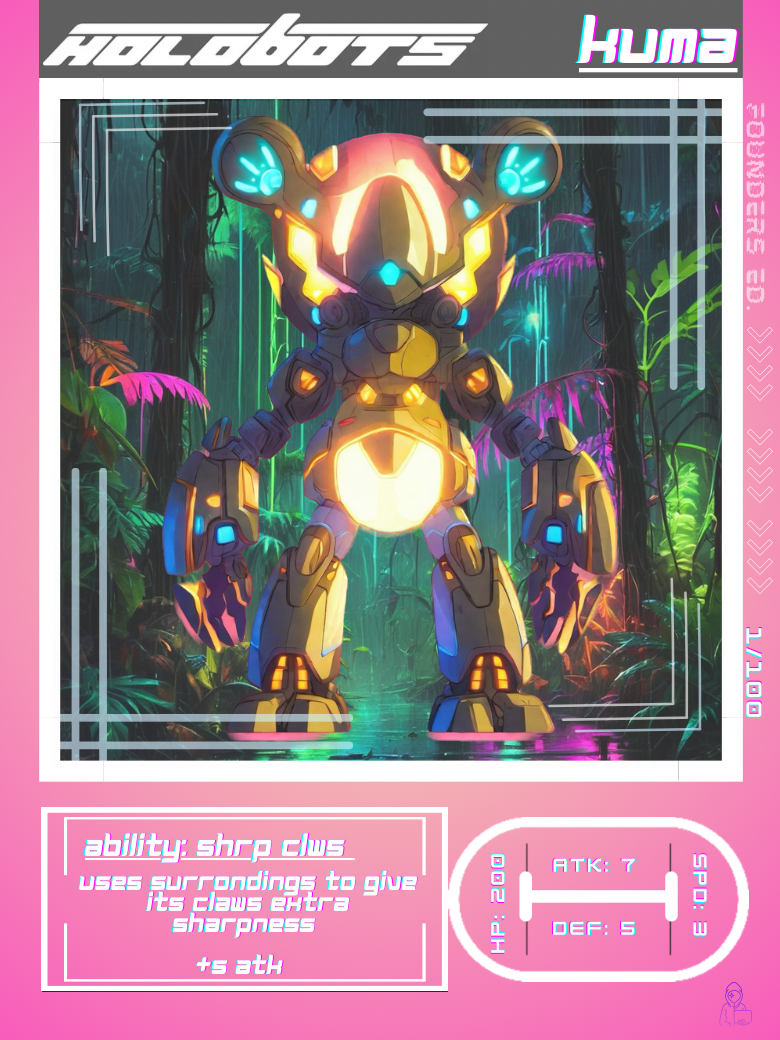 HOLOBOTS
kuma
FOUNDERS ED.
1/100
ability: shrp clws
uses surrondings to give
its claws extra
sharpness
+s atk
HP: 200
ATK: 7
DEF: 5
SPD: 3